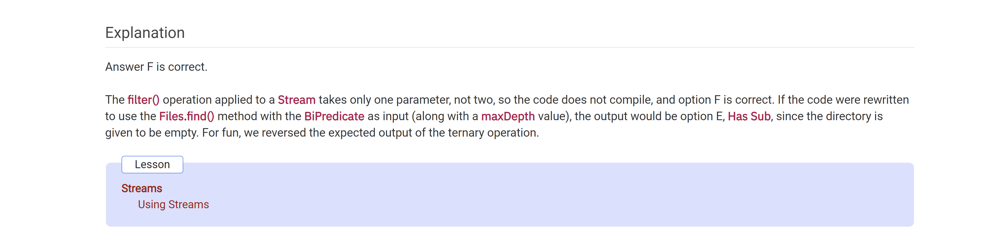 Explanation
Answer F is correct.
The filter() operation applied to a Stream takes only one parameter, not two, so the code does not compile, and option F is correct. If the code were rewritten
to use the Files.find() method with the BiPredicate as input (along with a maxDepth value), the output would be option E, Has Sub, since the directory is
given to be empty. For fun, we reversed the expected output of the ternary operation.
Lesson
Streams
Using Streams